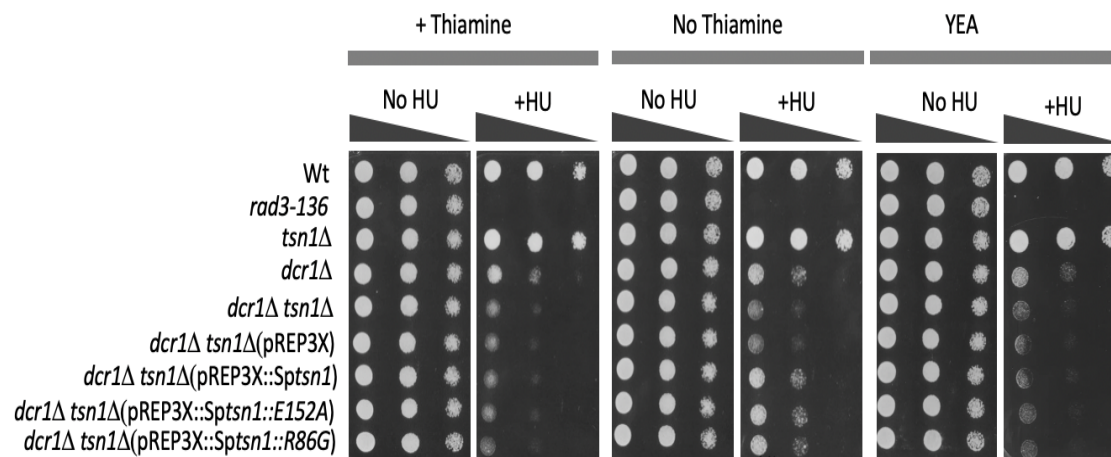 + Thiamine No Thiamine YEA
No HU +HU No HU +HU No HU +HU
Wt
rad3-136
tsn1Δ
dcr1Δ
dcr1Δ tsn1Δ
dcr1Δ tsn1Δ(pREP3X)
dcr1Δ tsn1Δ(pREP3X::Sptsn1)
dcr1Δ tsn1Δ(pREP3X::Sptsn1::E152A)
dcr1Δ tsn1Δ(pREP3X::Sptsn1::R86G)